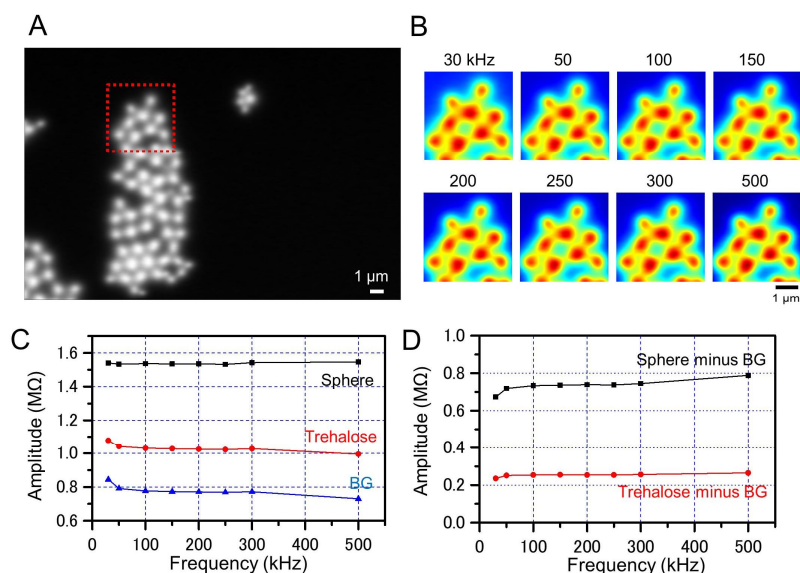 A
1 µm
B
30 kHz 50 100 150
200 250 300 500
1 µm
C
Amplitude (MΩ)
1.6
1.4
1.2
1.0
0.8
0.6
Sphere
Trehalose
BG
0 100 200 300 400 500
Frequency (kHz)
D
Amplitude (MΩ)
1.0
0.8
0.6
0.4
0.2
0.0
Sphere minus BG
Trehalose minus BG
0 100 200 300 400 500
Frequency (kHz)